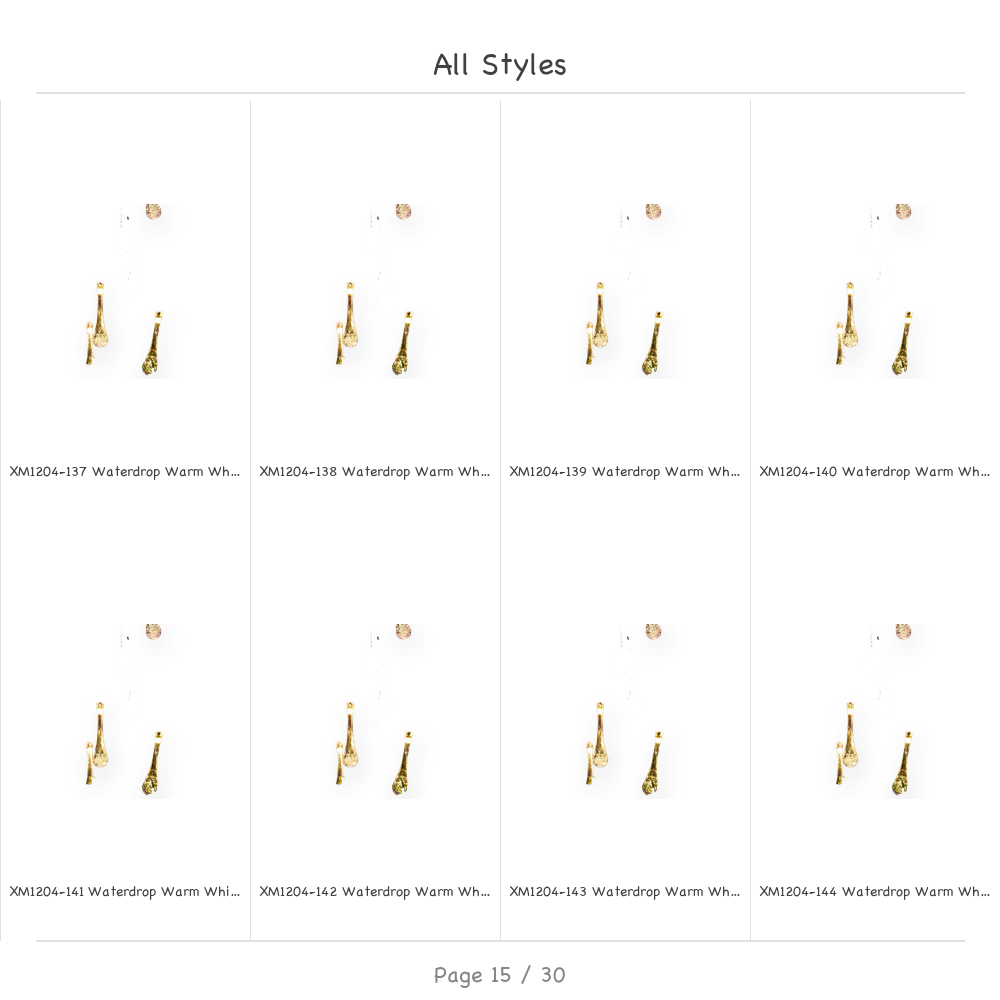 All Styles
XM1204-137 Waterdrop Warm Wh...
XM1204-138 Waterdrop Warm Wh...
XM1204-139 Waterdrop Warm Wh...
XM1204-140 Waterdrop Warm Wh...
XM1204-141 Waterdrop Warm Whi...
XM1204-142 Waterdrop Warm Wh...
XM1204-143 Waterdrop Warm Wh...
XM1204-144 Waterdrop Warm Wh...
Page 15 / 30